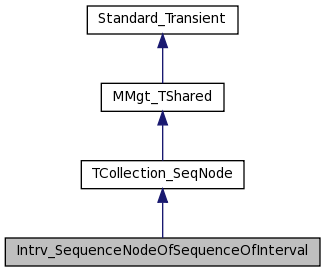 Standard_Transient
MMgt_TShared
TCollection_SeqNode
Intrv_SequenceNodeOfSequenceOfInterval